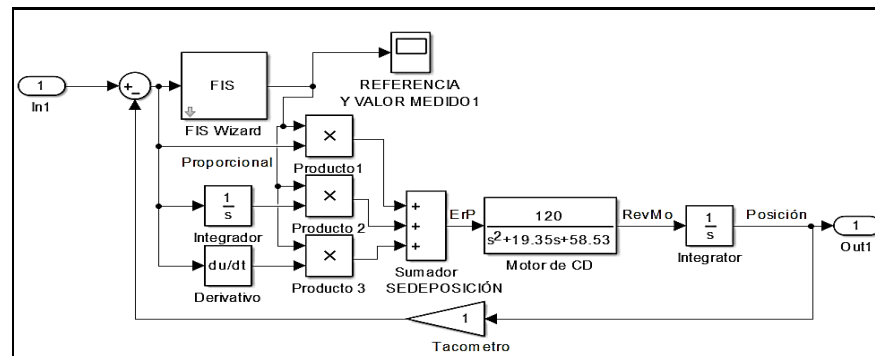 1
In1
+
−
FIS
FIS Wizard
REFERENCIA
Y VALOR MEDIDO1
Proporcional
×
Producto1
1
s
Integrador
×
Producto 2
du/dt
Derivativo
×
Producto 3
+
+
+
Sumador
SEDEPOSICIÓN
ErP
120
s²+19.35s+58.53
Motor de CD
RevMo
1
s
Integrator
Posición
1
Out1
1
Tacometro